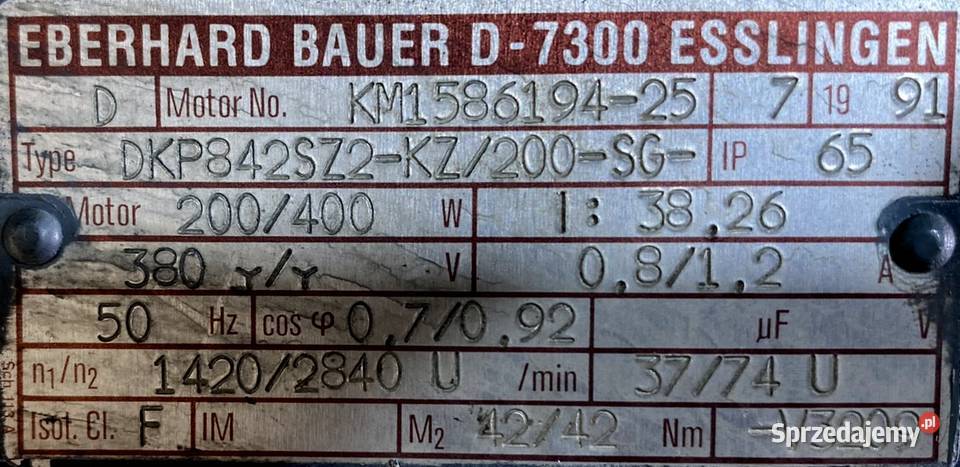 EBERHARD BAUER D-7300 ESSLINGEN
D Motor No. KM1586194-25 7 19 91
Type DKP842SZ2-KZ/200-SG- IP 65
Motor 200/400 W 1: 38,26
380 Y/Y V 0,8/1,2 A
50 Hz cos φ 0,7/0,92 µF V
n1/n2 1420/2840 U /min 37/74 U
Isot. Cl. F IM M2 42/42 Nm
Sprzedajemy.pl